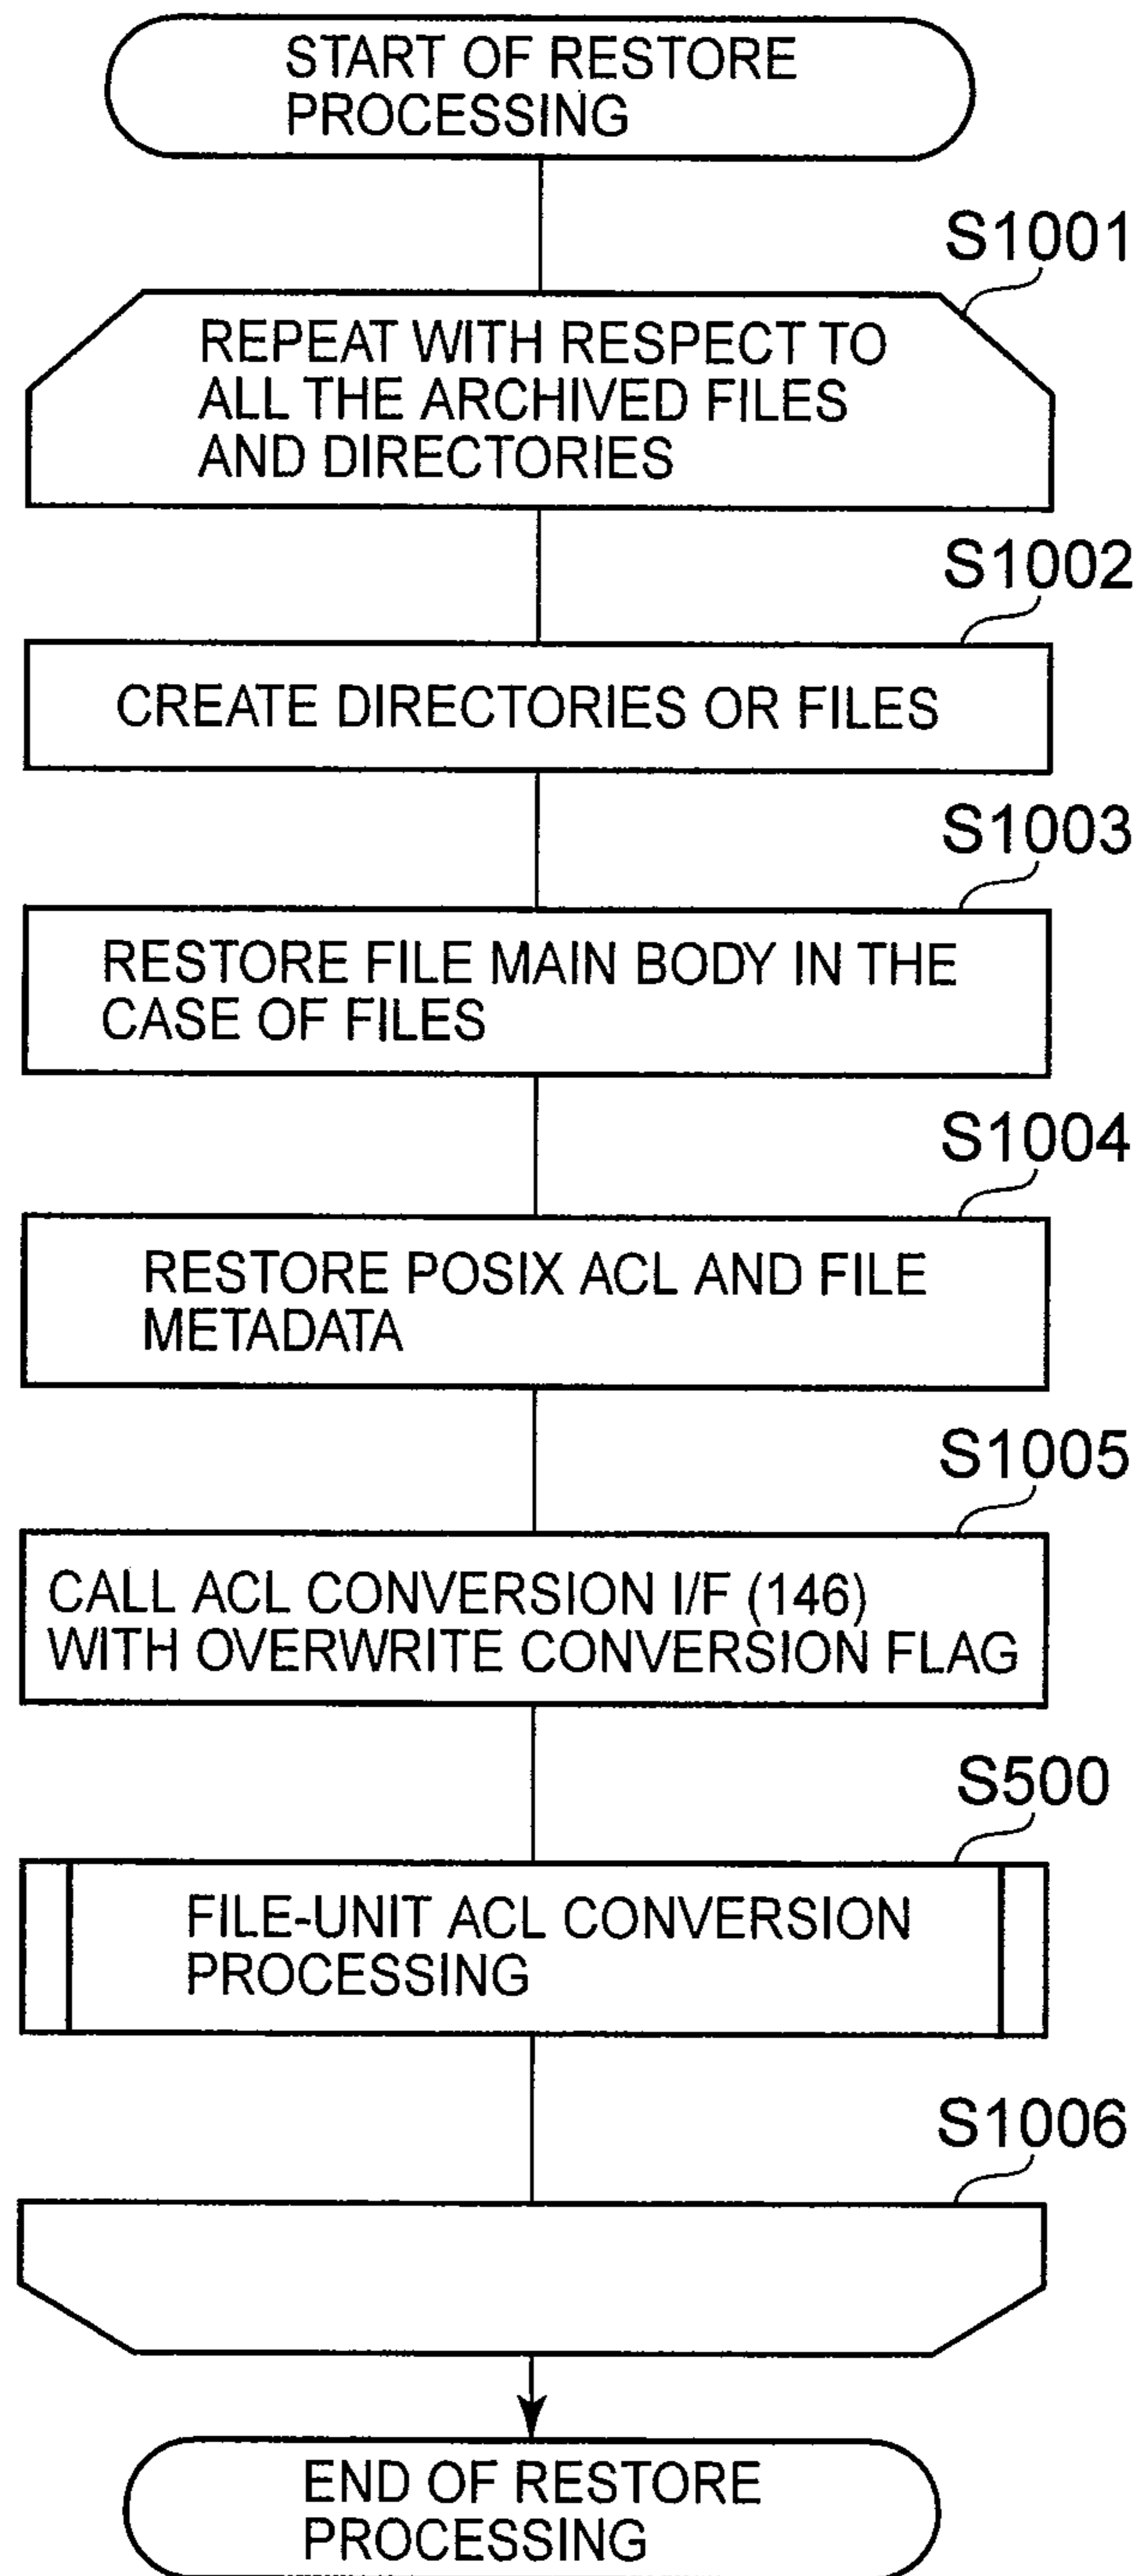 START OF RESTORE
PROCESSING
S1001
REPEAT WITH RESPECT TO
ALL THE ARCHIVED FILES
AND DIRECTORIES
S1002
CREATE DIRECTORIES OR FILES
S1003
RESTORE FILE MAIN BODY IN THE
CASE OF FILES
S1004
RESTORE POSIX ACL AND FILE
METADATA
S1005
CALL ACL CONVERSION I/F (146)
WITH OVERWRITE CONVERSION FLAG
S500
FILE-UNIT ACL CONVERSION
PROCESSING
S1006
END OF RESTORE
PROCESSING